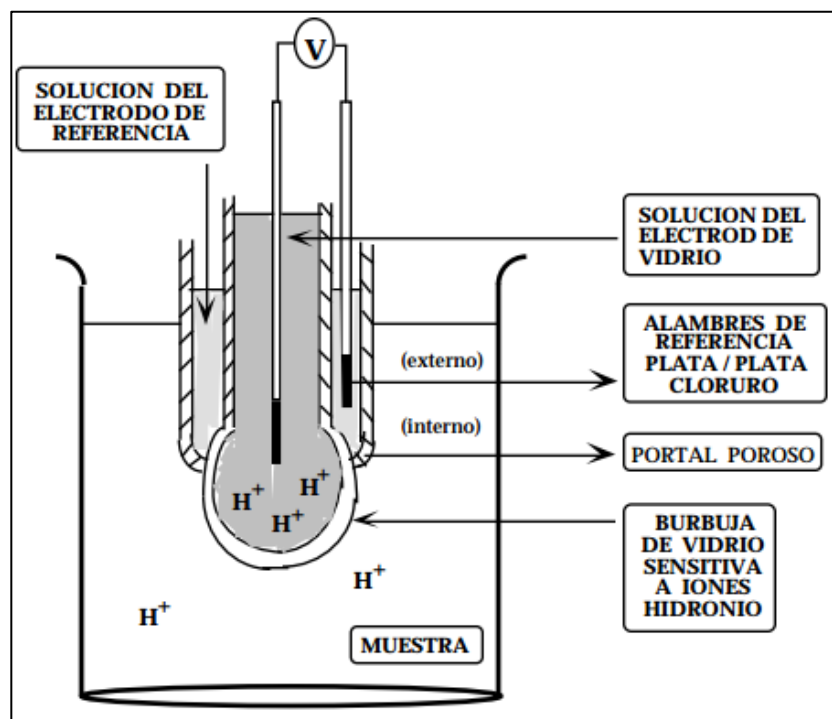 V
SOLUCION DEL
ELECTRODO DE
REFERENCIA
SOLUCION DEL
ELECTROD DE
VIDRIO
ALAMBRES DE
REFERENCIA
PLATA / PLATA
CLORURO
(externo)
(interno)
PORTAL POROSO
H+
H+
H+
BURBUJA
DE VIDRIO
SENSITIVA
A IONES
HIDRONIO
H+
H+
MUESTRA